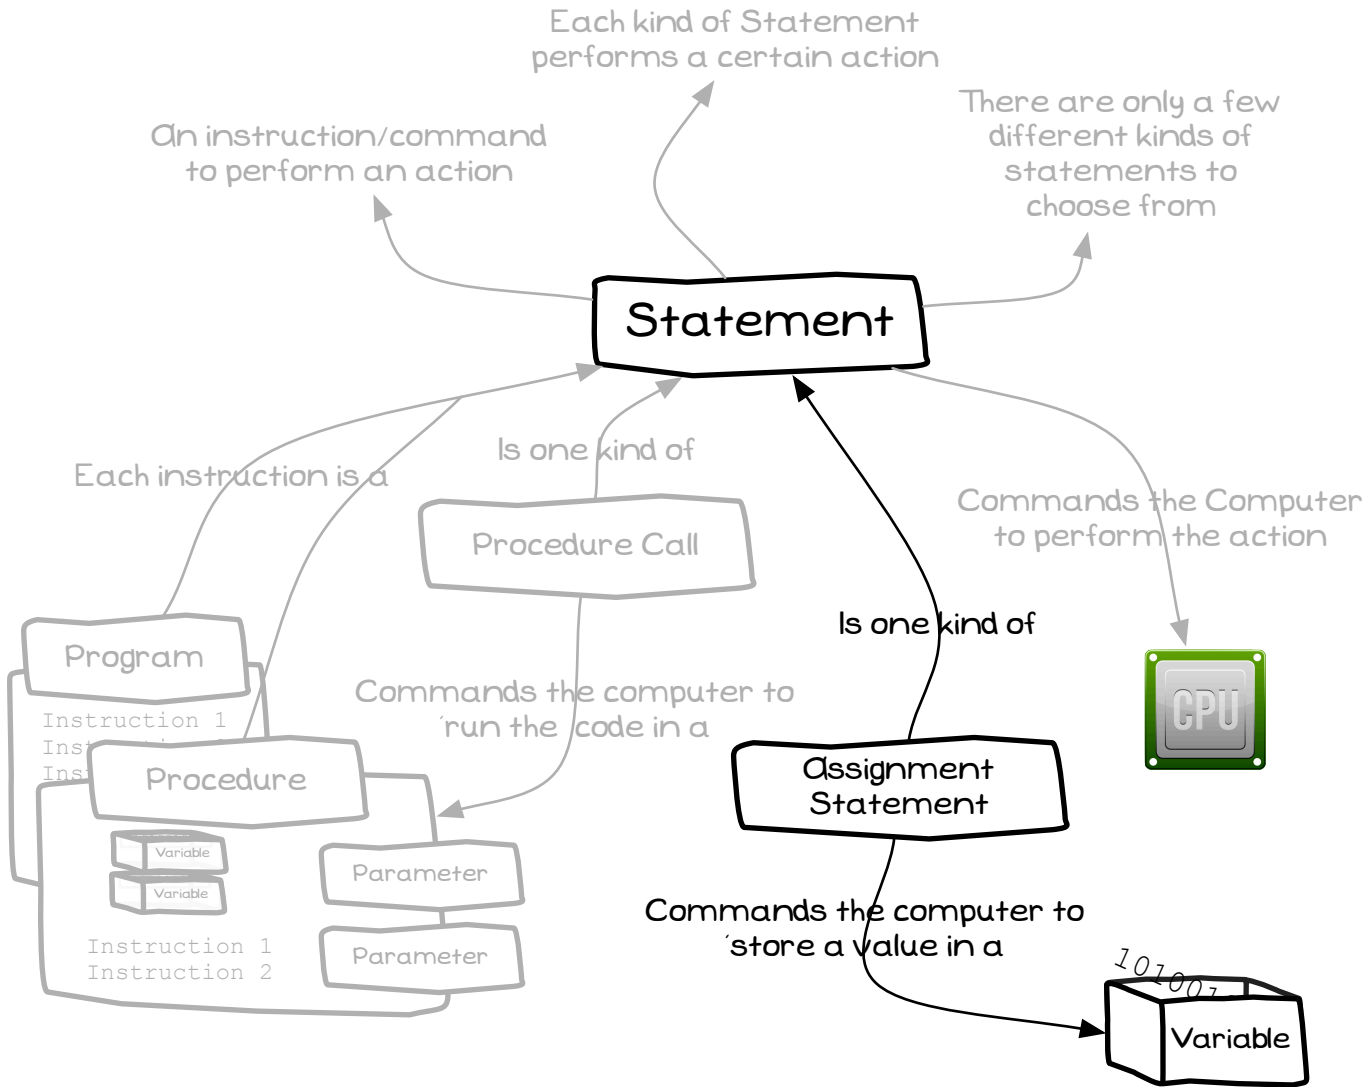 Each kind of Statement
performs a certain action
There are only a few
different kinds of
statements to
choose from
An instruction/command
to perform an action
Statement
Is one kind of
Each instruction is a
Procedure Call
Commands the Computer
to perform the action
Is one kind of
Program
CPU
Commands the computer to
'run the code in a
Instruction 1
Procedure
Assignment
Statement
Variable
Variable
Parameter
Parameter
Instruction 1
Instruction 2
Commands the computer to
'store a value in a
Variable